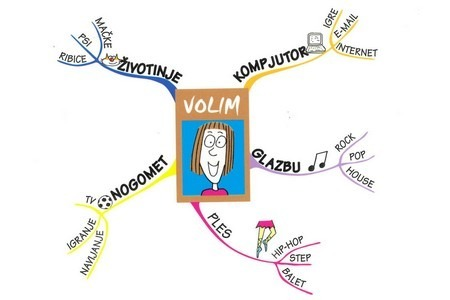 VOLIM
ŽIVOTINJE
MAČKE
PSI
RIBICE
KOMPJUTOR
IGRE
E-MAIL
INTERNET
GLAZBU
ROCK
POP
HOUSE
PLES
HIP-HOP
STEP
BALET
NOGOMET
TV
IGRANJE
NAVIJANJE